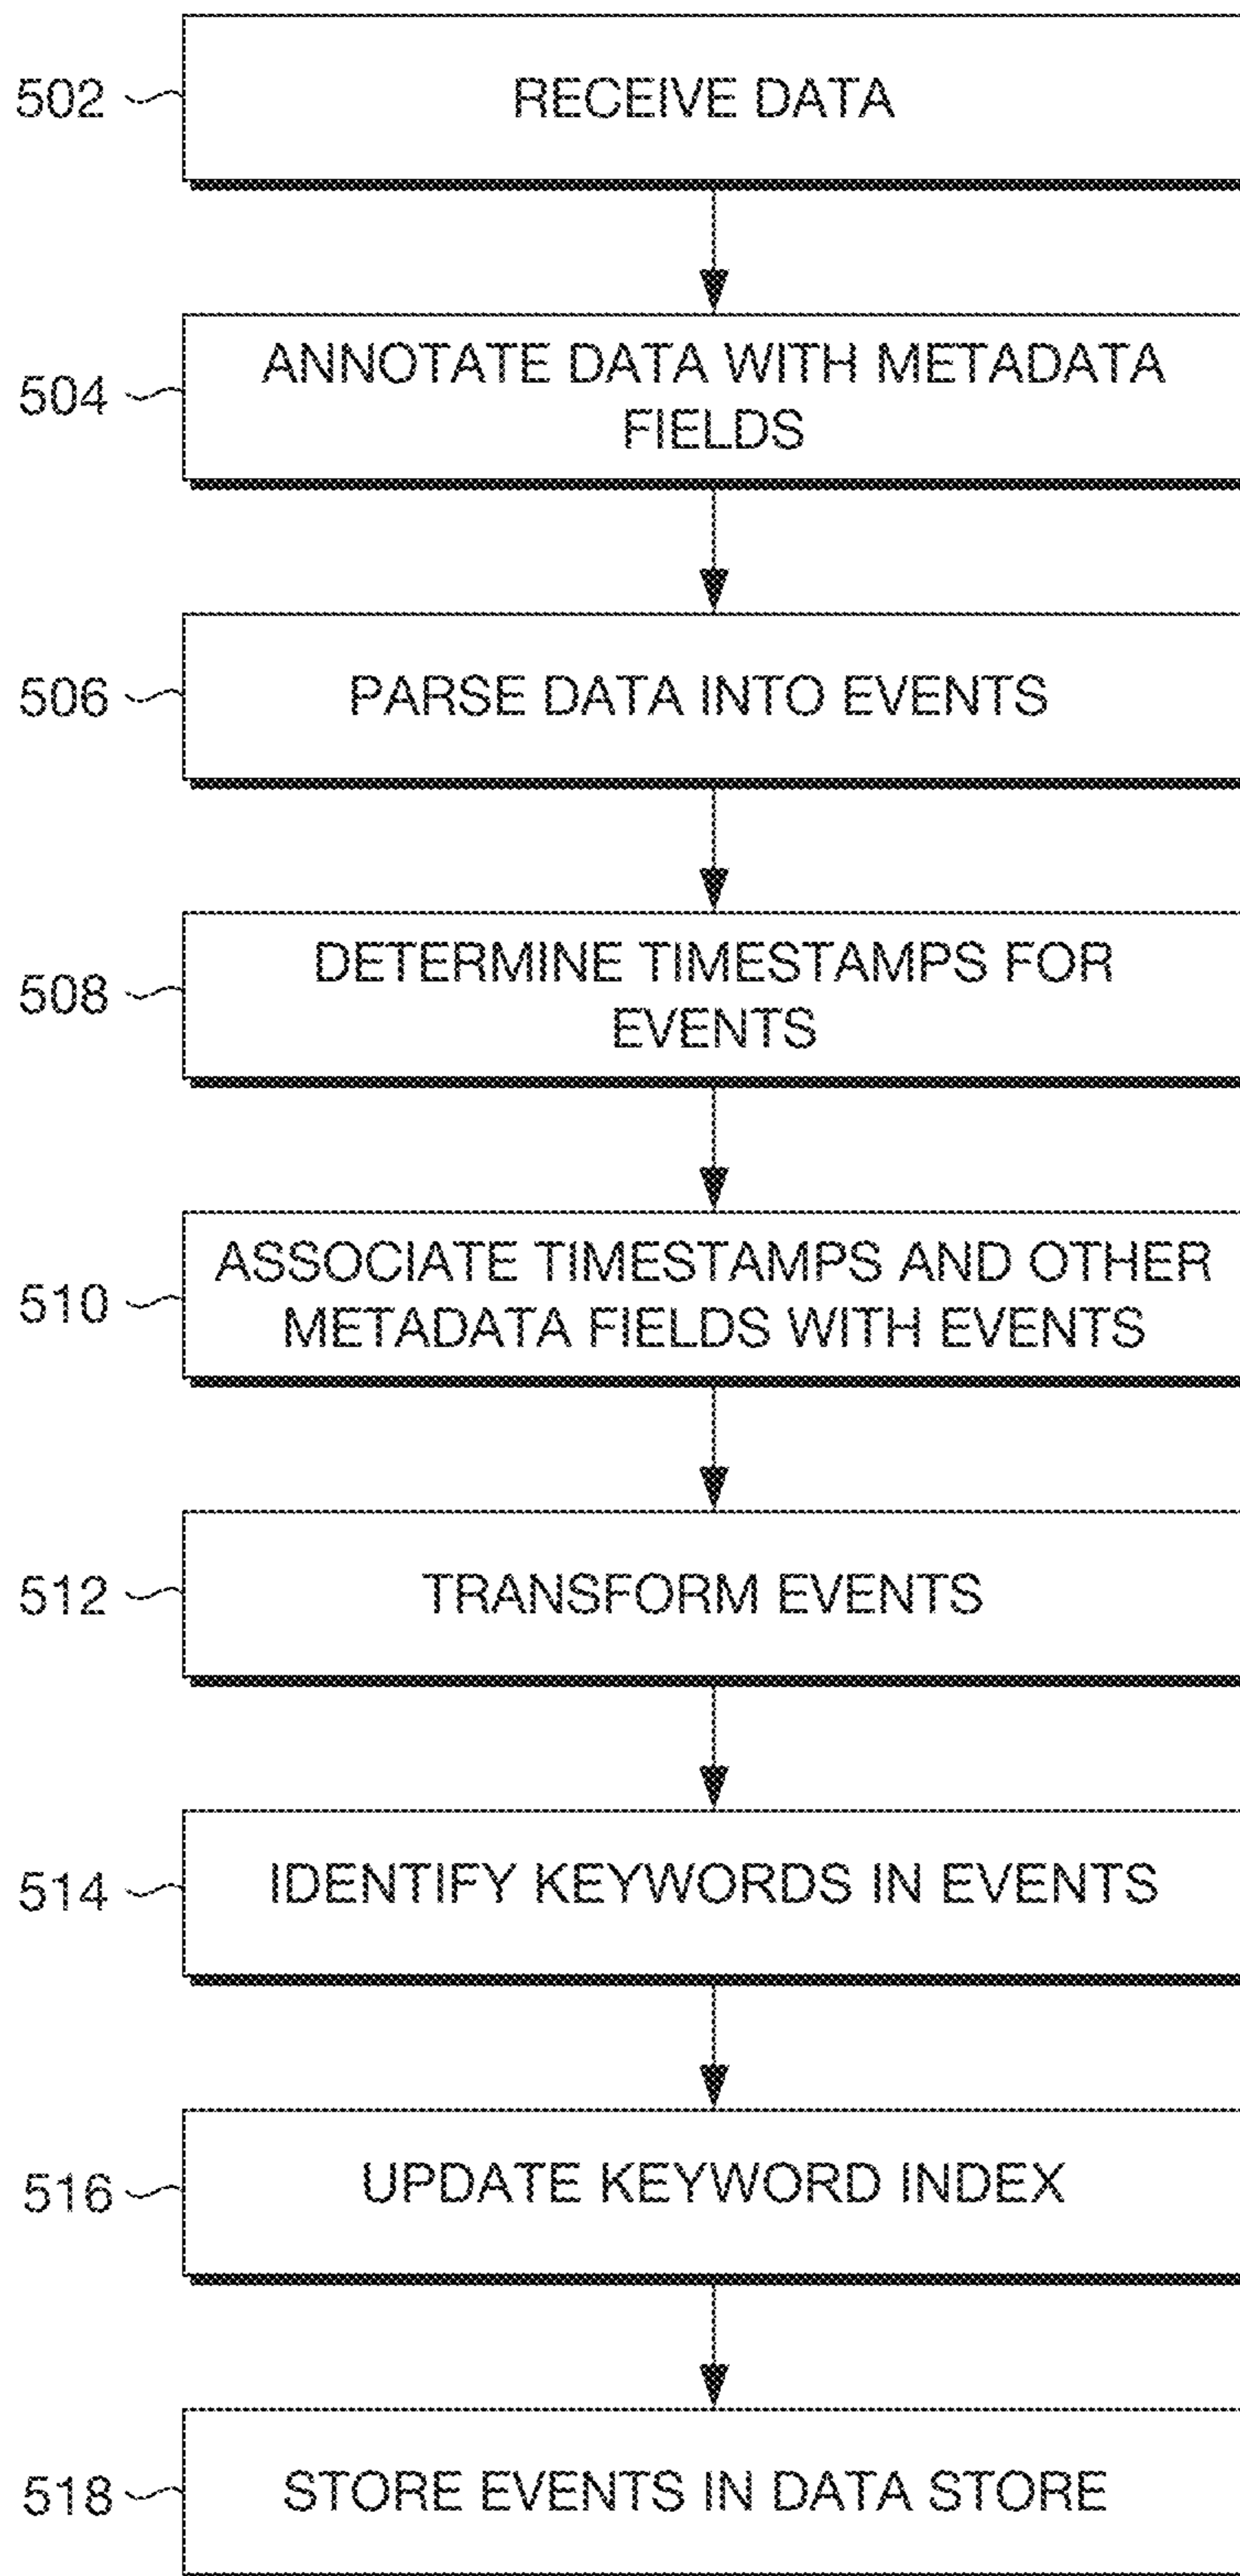 502
RECEIVE DATA
504
ANNOTATE DATA WITH METADATA
FIELDS
506
PARSE DATA INTO EVENTS
508
DETERMINE TIMESTAMPS FOR
EVENTS
510
ASSOCIATE TIMESTAMPS AND OTHER
METADATA FIELDS WITH EVENTS
512
TRANSFORM EVENTS
514
IDENTIFY KEYWORDS IN EVENTS
516
UPDATE KEYWORD INDEX
518
STORE EVENTS IN DATA STORE